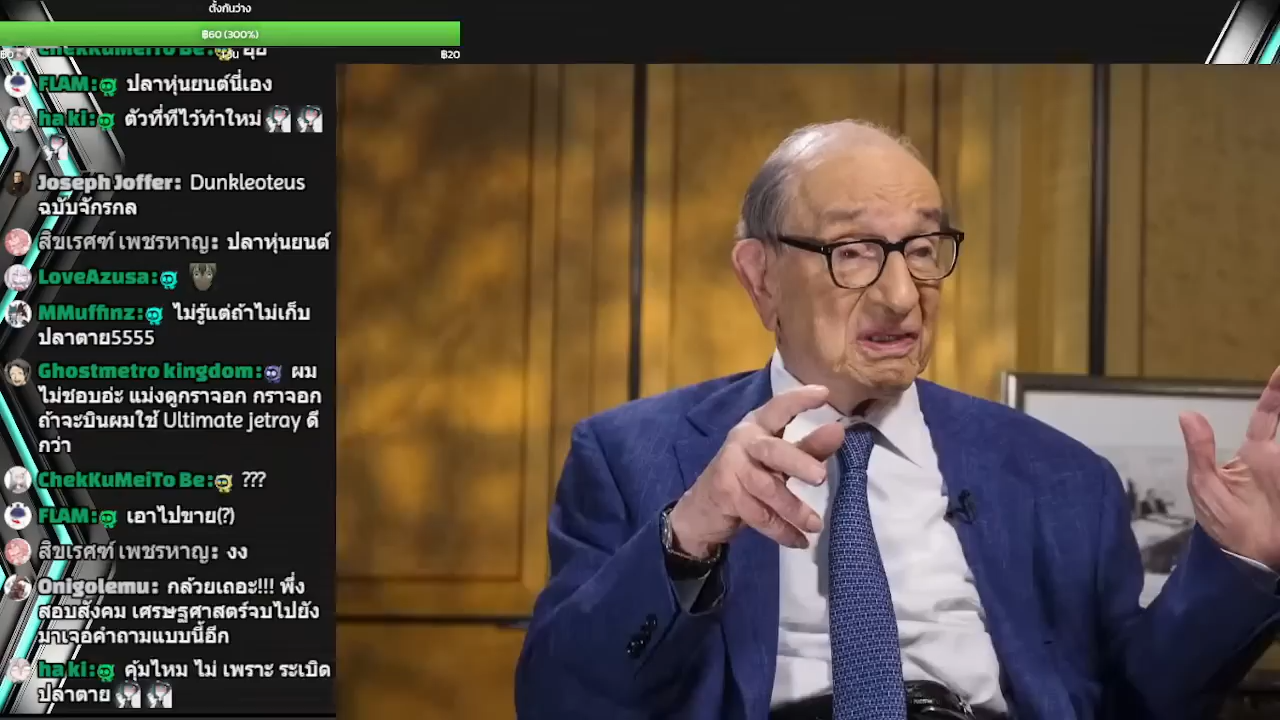 ตั้งกันว่าง
฿60 (300%)
฿20
ChekKuMeiTo Be: ยุย
FLAM: ปลาหุ่นยนต์นี่เอง
ha ki: ตัวที่ทีไว้ทำใหม่
Joseph Joffer: Dunkleoteus
ฉบับจักรกล
สิขเรศฑ์ เพชรหาญ: ปลาหุ่นยนต์
LoveAzusa:
MMuffinz: ไม่รู้แต่ถ้าไม่เก็บ
ปลาตาย5555
Ghostmetro kingdom: ผม
ไม่ชอบอ่ะ แม่งดูกราจอก กราจอก
ถ้าจะบินผมใช้ Ultimate jetray ดี
กว่า
ChekKuMeiTo Be: ???
FLAM: เอาไปขาย(?)
สิขเรศฑ์ เพชรหาญ: งง
Onigolemu: กล้วยเถอะ!!! พึ่ง
สอบสังคม เศรษฐศาสตร์จบไปยัง
มาเจอคำถามแบบนี้อีก
ha ki: คุ้มไหม ไม่ เพราะ ระเบิด
ปลาตาย